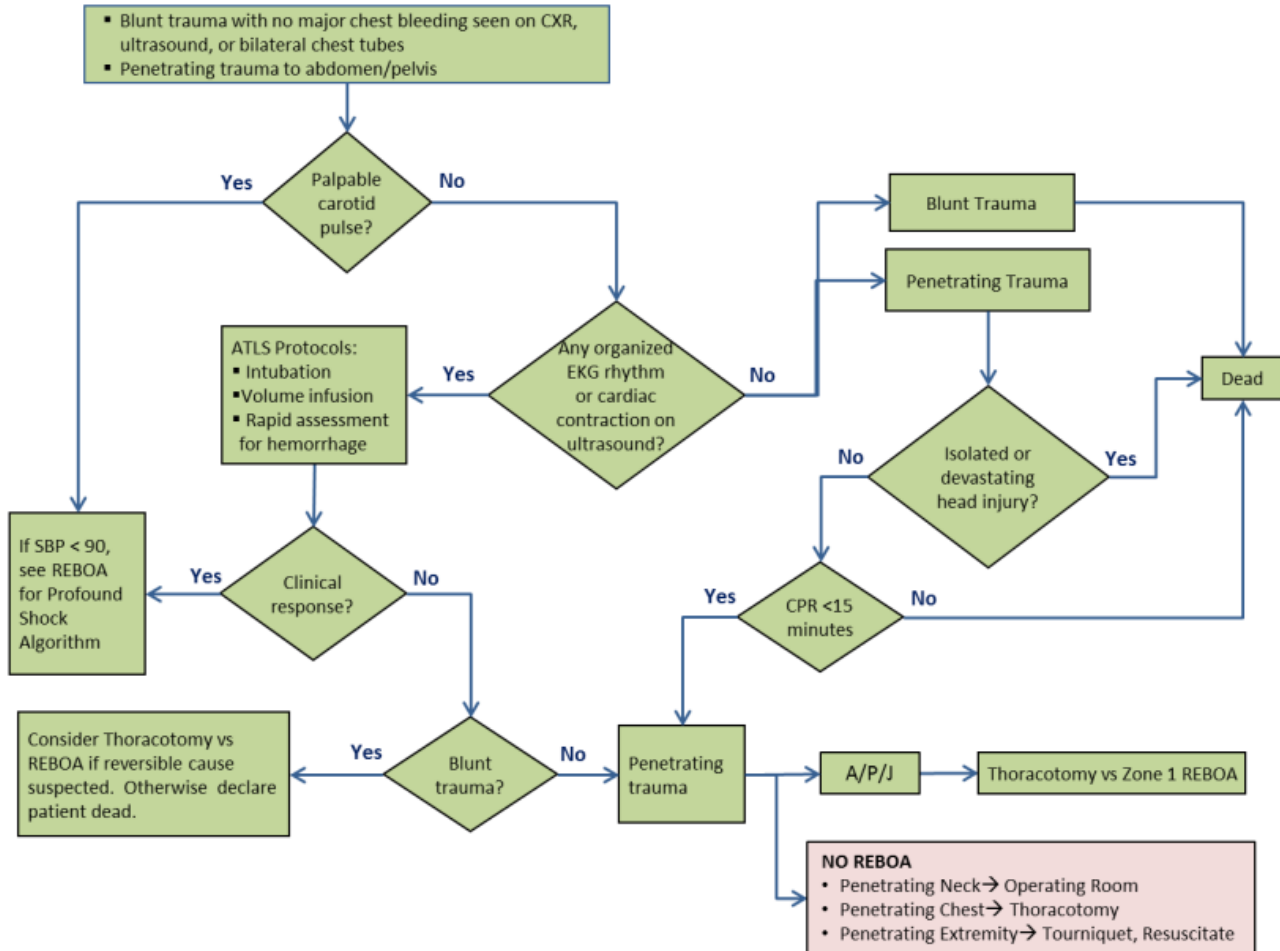 ▪ Blunt trauma with no major chest bleeding seen on CXR,
ultrasound, or bilateral chest tubes
▪ Penetrating trauma to abdomen/pelvis
Yes
Palpable
carotid
pulse?
No
Blunt Trauma
Penetrating Trauma
ATLS Protocols:
▪ Intubation
▪Volume infusion
▪ Rapid assessment
for hemorrhage
Yes
Any organized
EKG rhythm
or cardiac
contraction on
ultrasound?
No
Dead
No
Isolated or
devastating
head injury?
Yes
If SBP < 90,
see REBOA
for Profound
Shock
Algorithm
Yes
Clinical
response?
No
Yes
CPR <15
minutes
No
Consider Thoracotomy vs
REBOA if reversible cause
suspected. Otherwise declare
patient dead.
Yes
Blunt
trauma?
No
Penetrating
trauma
A/P/J
Thoracotomy vs Zone 1 REBOA
NO REBOA
• Penetrating Neck→ Operating Room
• Penetrating Chest→ Thoracotomy
• Penetrating Extremity→ Tourniquet, Resuscitate